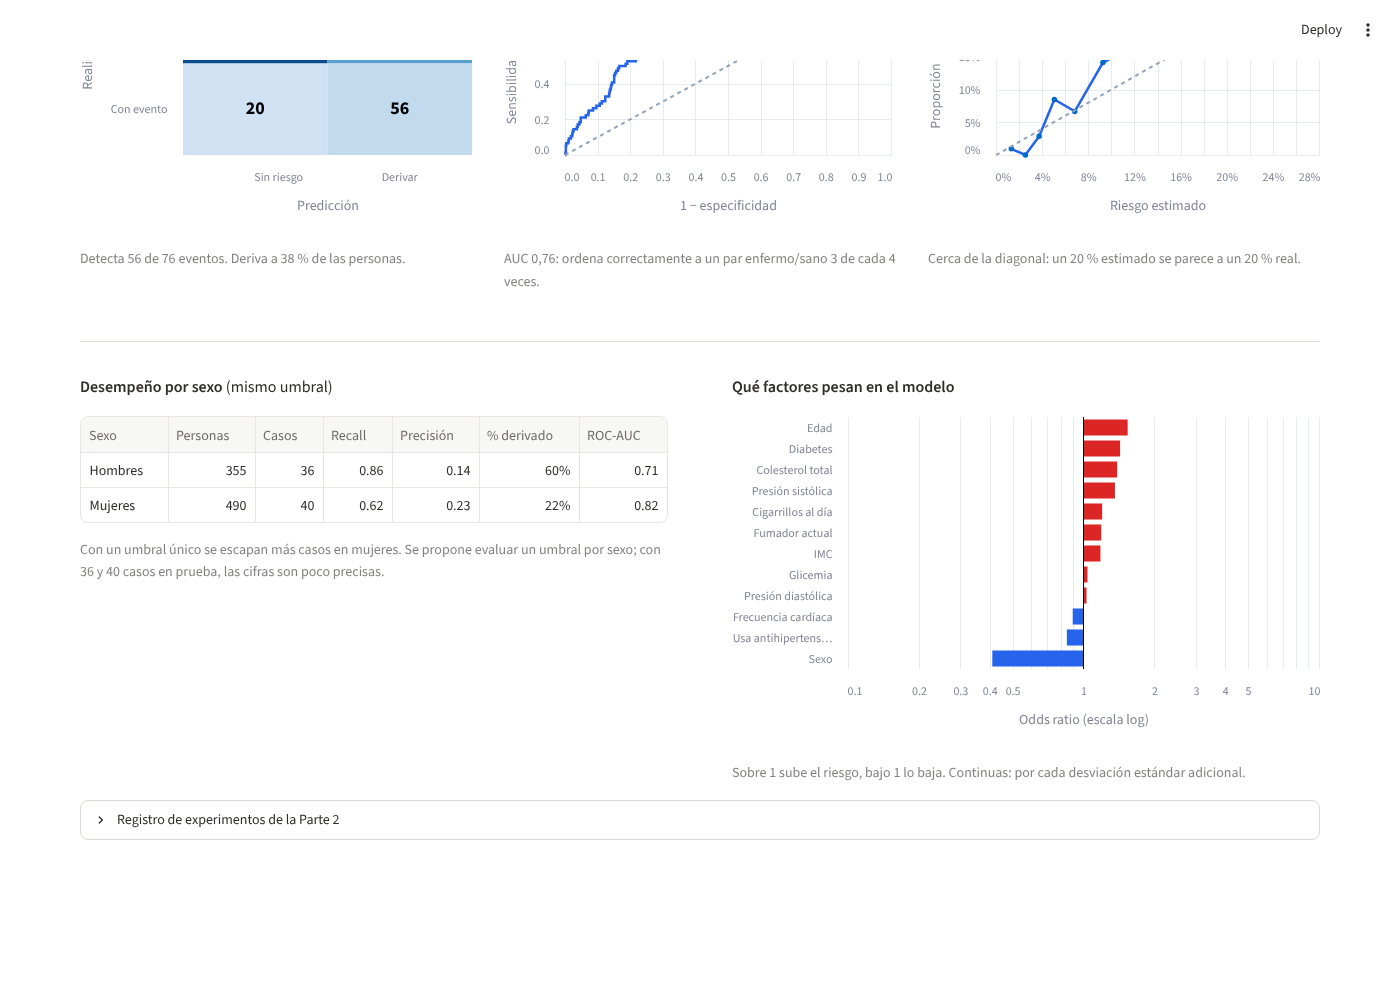 Deploy
Reali
Con evento
20
56
Sin riesgo
Derivar
Predicción
Sensibilida
0.4
0.2
0.0
0.0 0.1 0.2 0.3 0.4 0.5 0.6 0.7 0.8 0.9 1.0
1 − especificidad
Proporción
10%
5%
0%
0% 4% 8% 12% 16% 20% 24% 28%
Riesgo estimado
Detecta 56 de 76 eventos. Deriva a 38 % de las personas.
AUC 0,76: ordena correctamente a un par enfermo/sano 3 de cada 4
veces.
Cerca de la diagonal: un 20 % estimado se parece a un 20 % real.
Desempeño por sexo (mismo umbral)
Sexo Personas Casos Recall Precisión % derivado ROC-AUC
Hombres 355 36 0.86 0.14 60% 0.71
Mujeres 490 40 0.62 0.23 22% 0.82
Con un umbral único se escapan más casos en mujeres. Se propone evaluar un umbral por sexo; con
36 y 40 casos en prueba, las cifras son poco precisas.
Qué factores pesan en el modelo
Edad
Diabetes
Colesterol total
Presión sistólica
Cigarrillos al día
Fumador actual
IMC
Glicemia
Presión diastólica
Frecuencia cardíaca
Usa antihipertens…
Sexo
0.1 0.2 0.3 0.4 0.5 1 2 3 4 5 10
Odds ratio (escala log)
Sobre 1 sube el riesgo, bajo 1 lo baja. Continuas: por cada desviación estándar adicional.
Registro de experimentos de la Parte 2